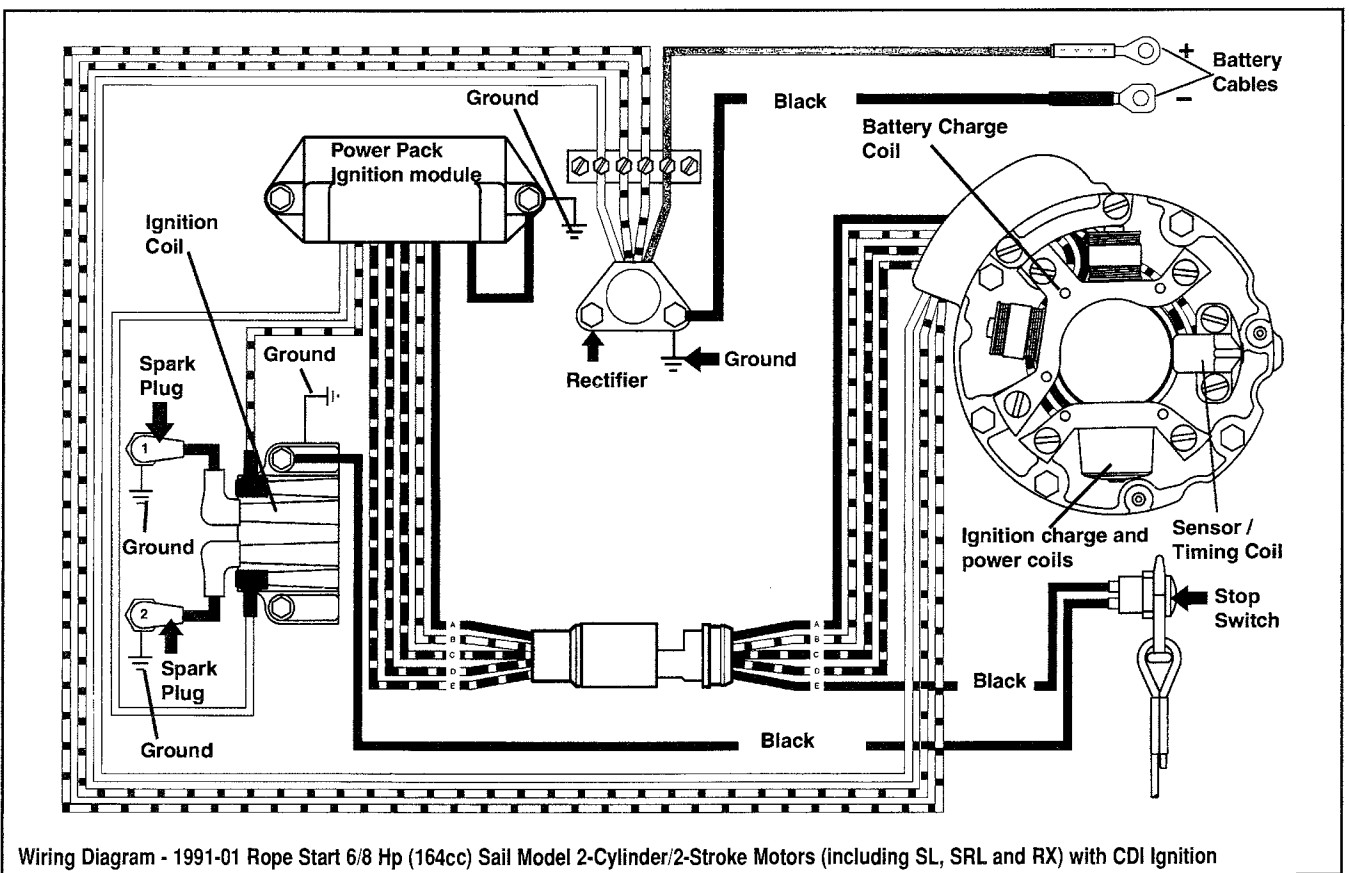 +
Battery
Cables
−
Ground
Black
Battery Charge
Coil
Power Pack
Ignition module
Ignition
Coil
Ground
Spark
Plug
Rectifier
Ground
1
Ground
Ignition charge and
power coils
Sensor /
Timing Coil
2
Stop
Switch
A
B
C
D
E
A
B
C
D
E
Spark
Plug
Black
Ground
Black
Wiring Diagram - 1991-01 Rope Start 6/8 Hp (164cc) Sail Model 2-Cylinder/2-Stroke Motors (including SL, SRL and RX) with CDI Ignition